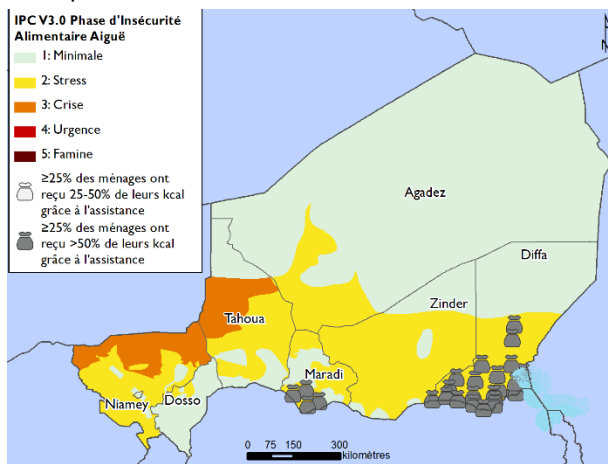 IPC V3.0 Phase d'Insécurité
Alimentaire Aiguë
1: Minimale
2: Stress
3: Crise
4: Urgence
5: Famine
≥25% des ménages ont
reçu 25-50% de leurs kcal
grâce à l'assistance
≥25% des ménages ont
reçu >50% de leurs kcal
grâce à l'assistance
Agadez
Diffa
Zinder
Tahoua
Maradi
Niamey
Dosso
0 75 150 300
kilomètres